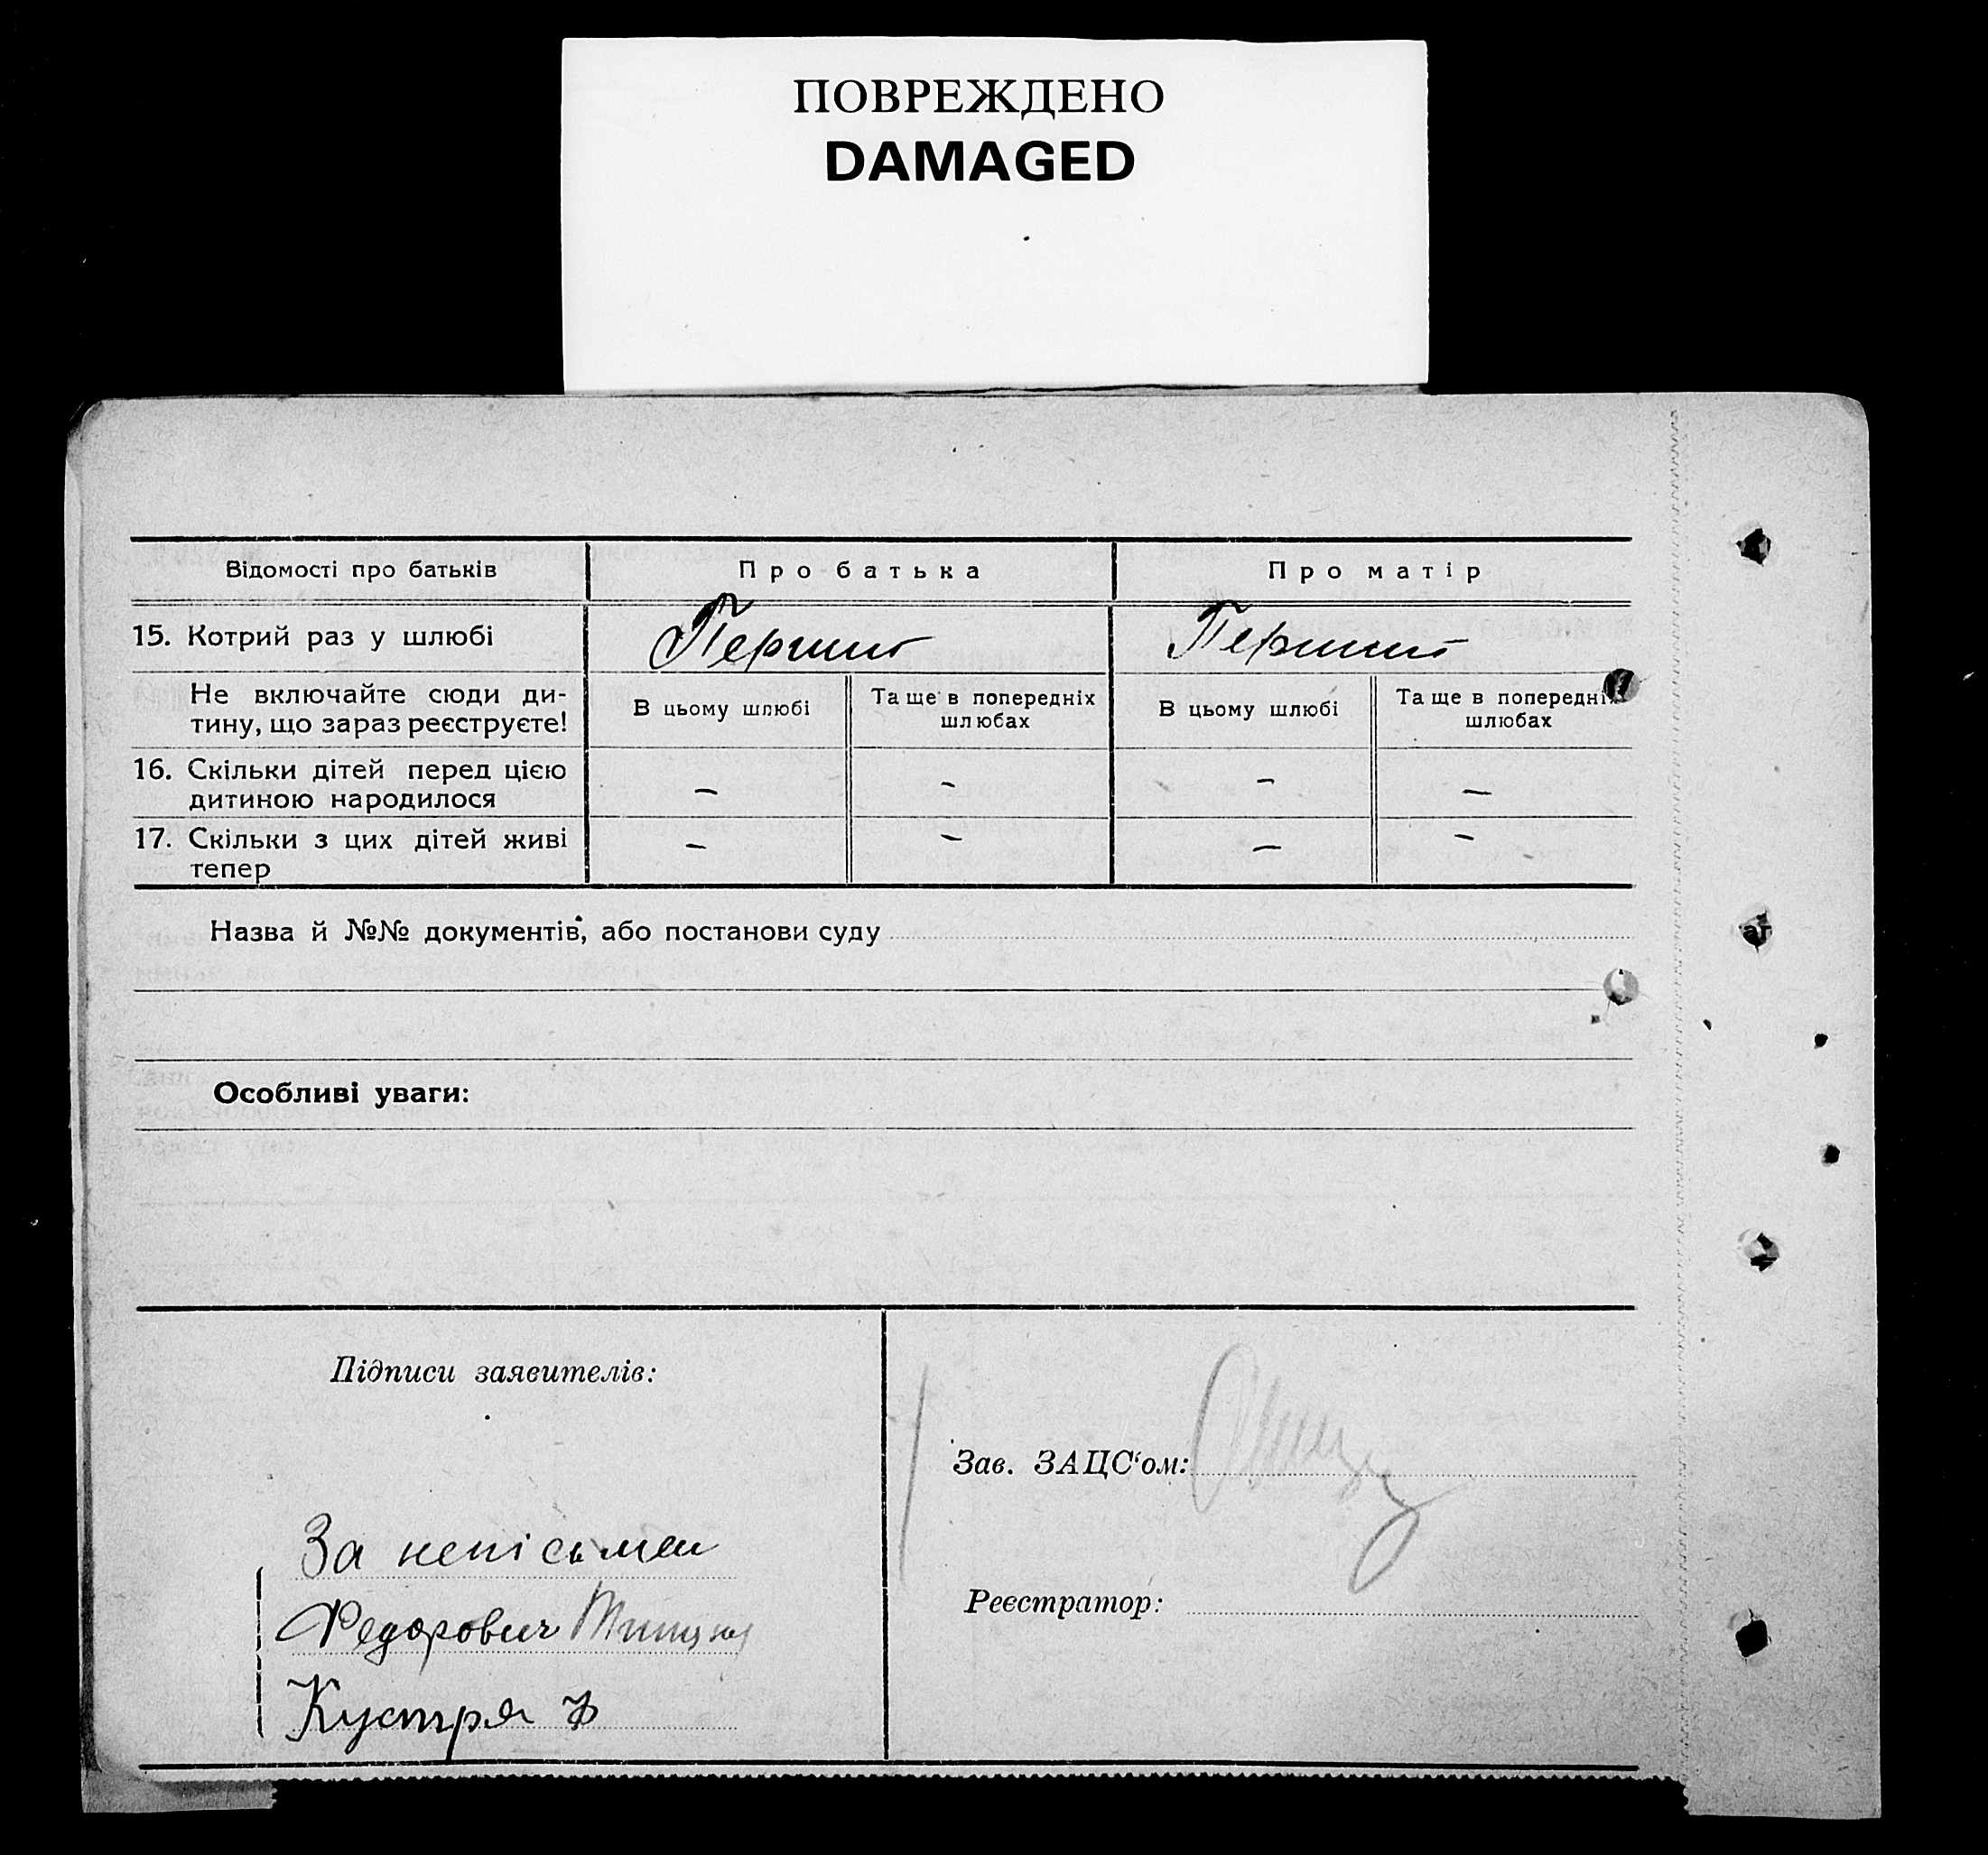 ПОВРЕЖДЕНО
DAMAGED
Відомості про батьків
Про батька
Про матір
15. Котрий раз у шлюбі
Перший
Перший
Не включайте сюди ди-
тину, що зараз реєструєте!
В цьому шлюбі
Та ще в попередніх
шлюбах
В цьому шлюбі
Та ще в попередніх
шлюбах
16. Скільки дітей перед цією
дитиною народилося
–
–
–
–
17. Скільки з цих дітей живі
тепер
–
–
–
–
Назва й №№ документів, або постанови суду
Особливі уваги:
Підписи заявителів:
Зав. ЗАЦС‘ом:
За непісьмен
Федорович
Реєстратор:
Кустря